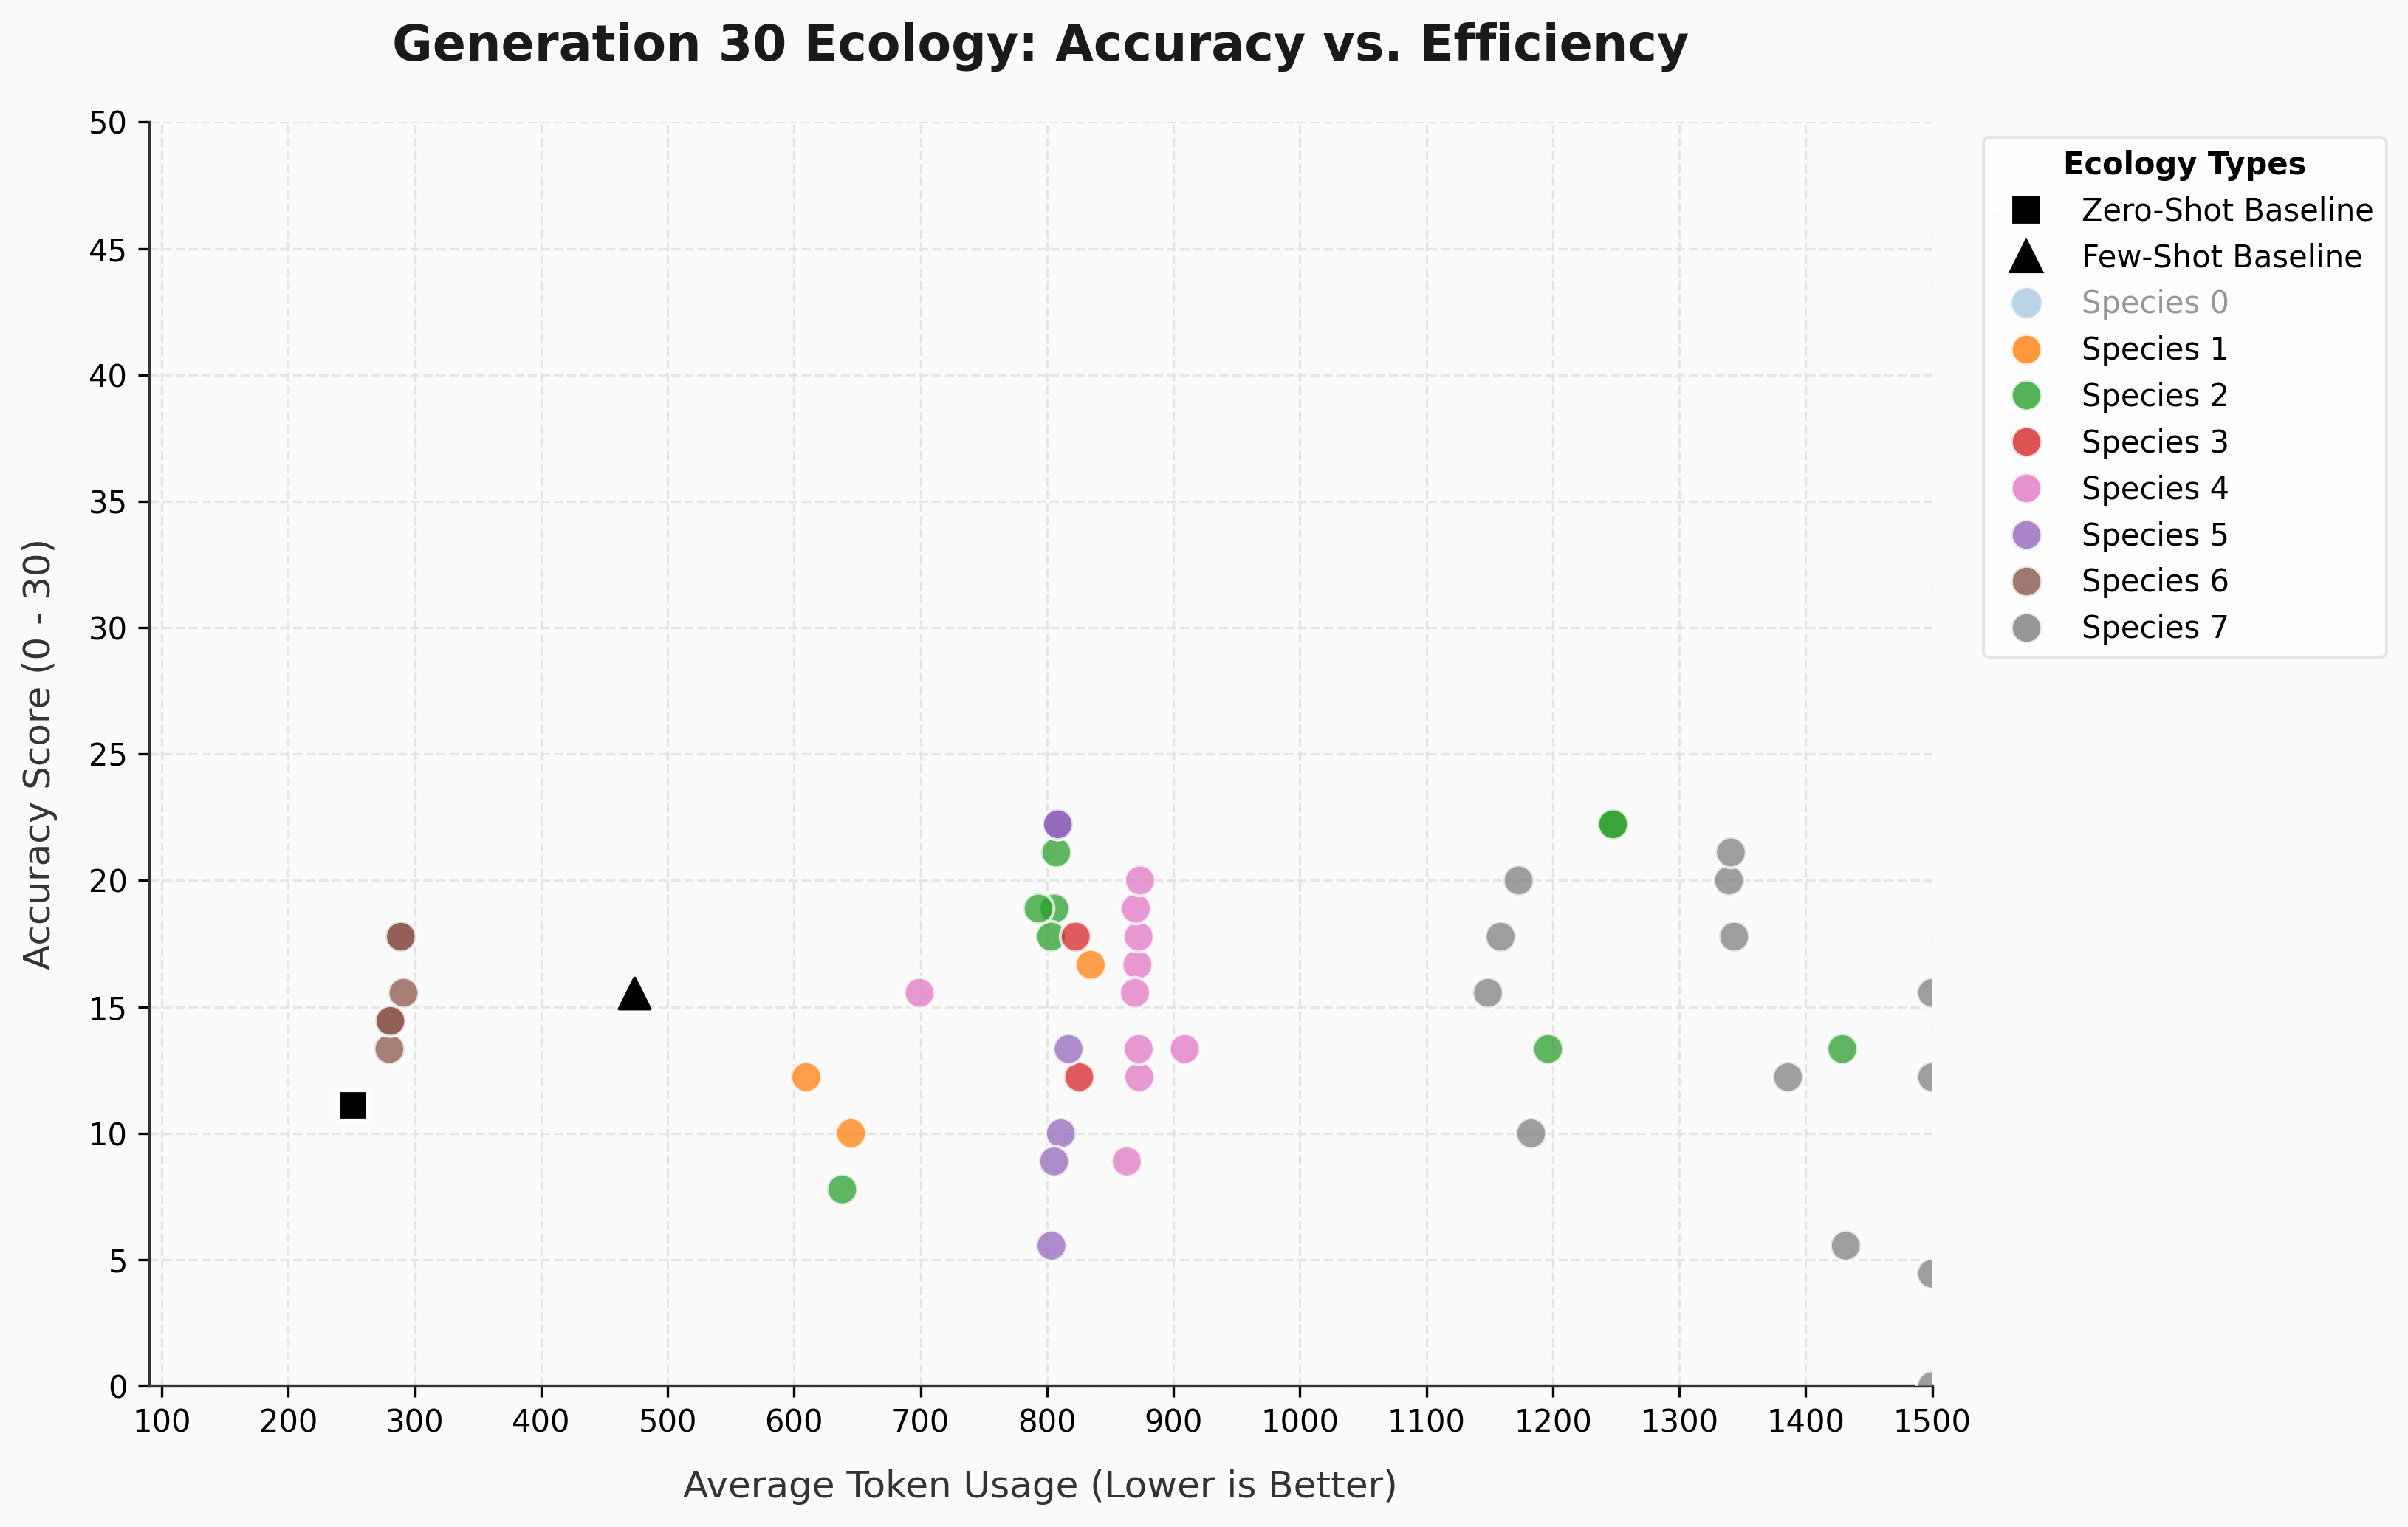 Generation 30 Ecology: Accuracy vs. Efficiency
50
45
40
35
30
25
20
15
10
5
0
Accuracy Score (0 - 30)
100 200 300 400 500 600 700 800 900 1000 1100 1200 1300 1400 1500
Average Token Usage (Lower is Better)
Ecology Types
Zero-Shot Baseline
Few-Shot Baseline
Species 0
Species 1
Species 2
Species 3
Species 4
Species 5
Species 6
Species 7